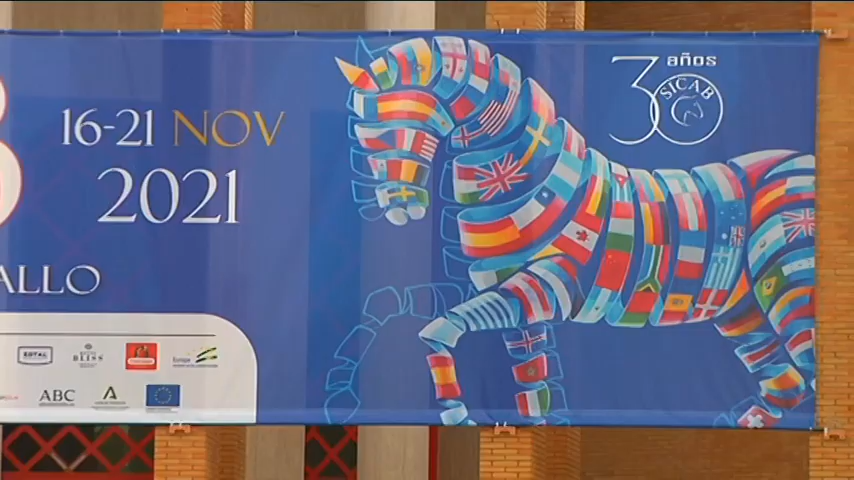 30 años
SICAB
16-21 NOV
2021
ALLO
BLISS
Europa
ABC